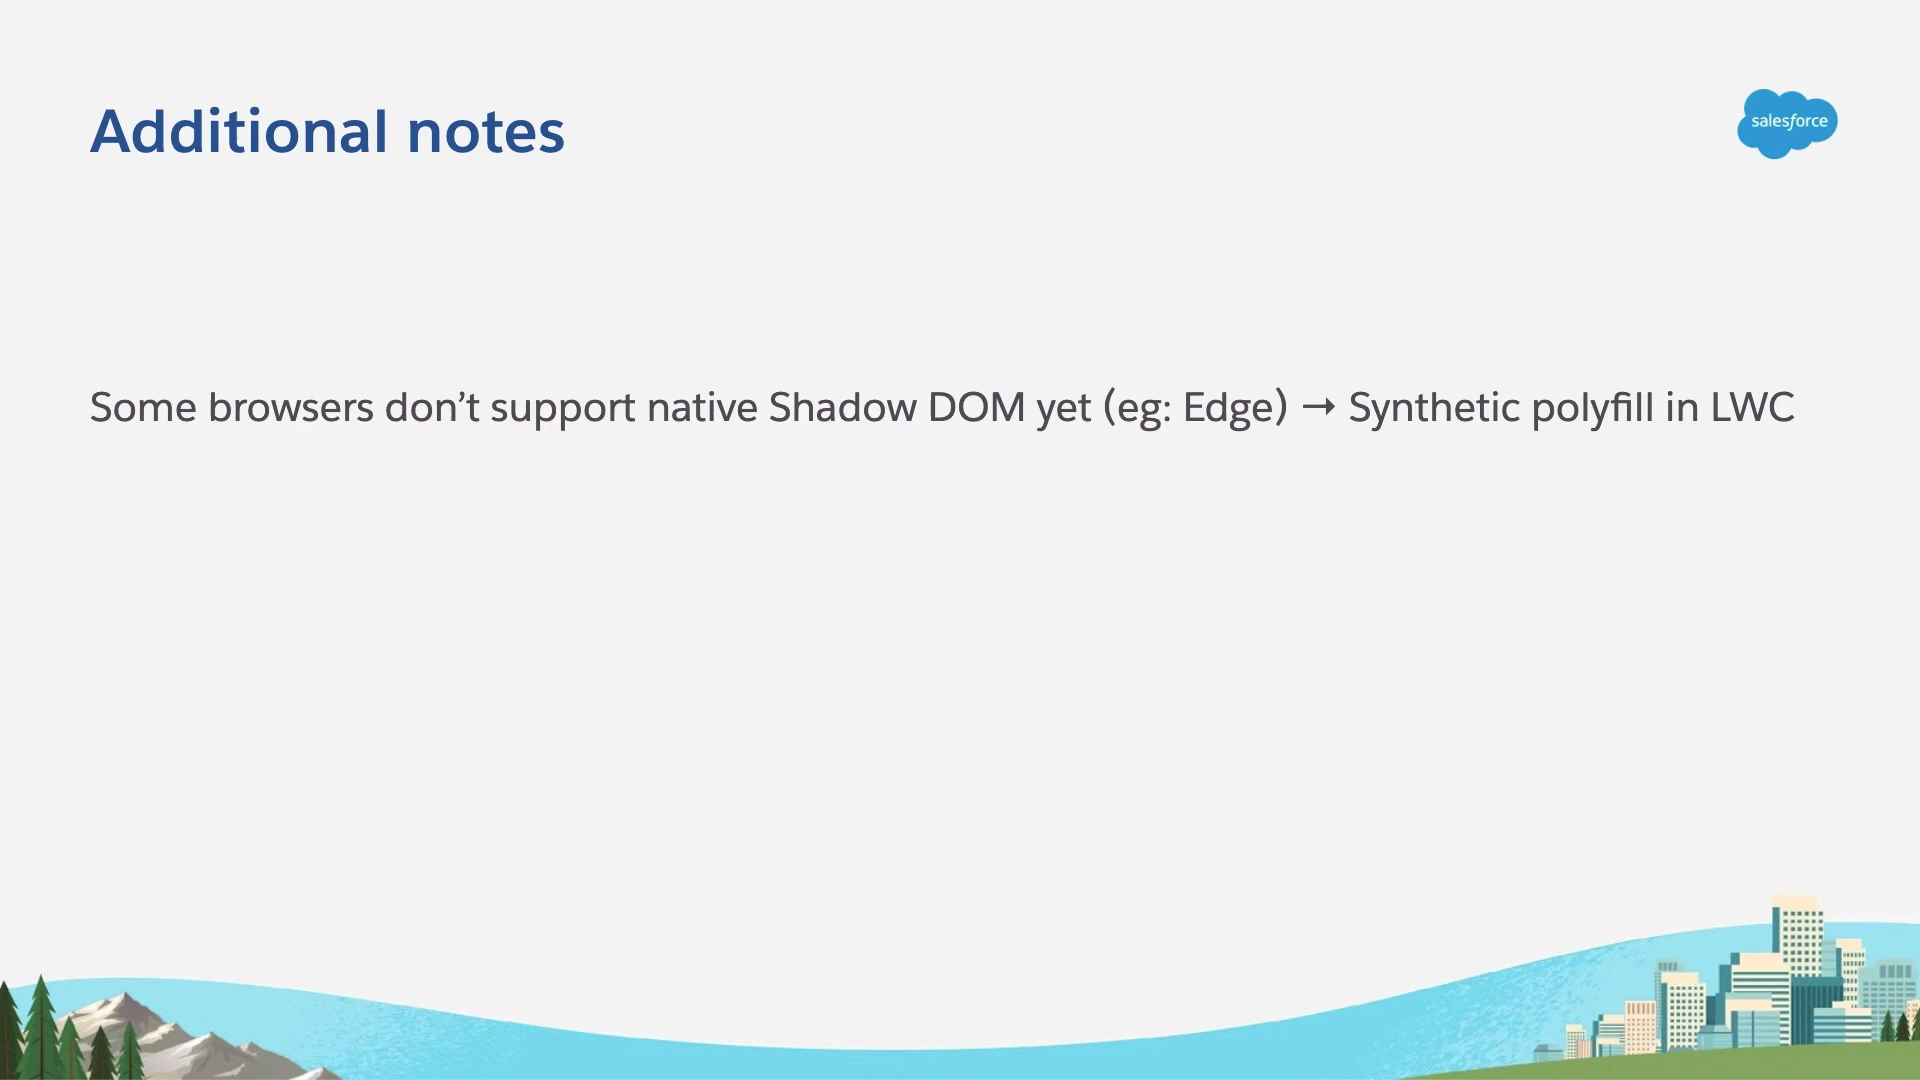 Additional notes
salesforce
Some browsers don’t support native Shadow DOM yet (eg: Edge) → Synthetic polyfill in LWC